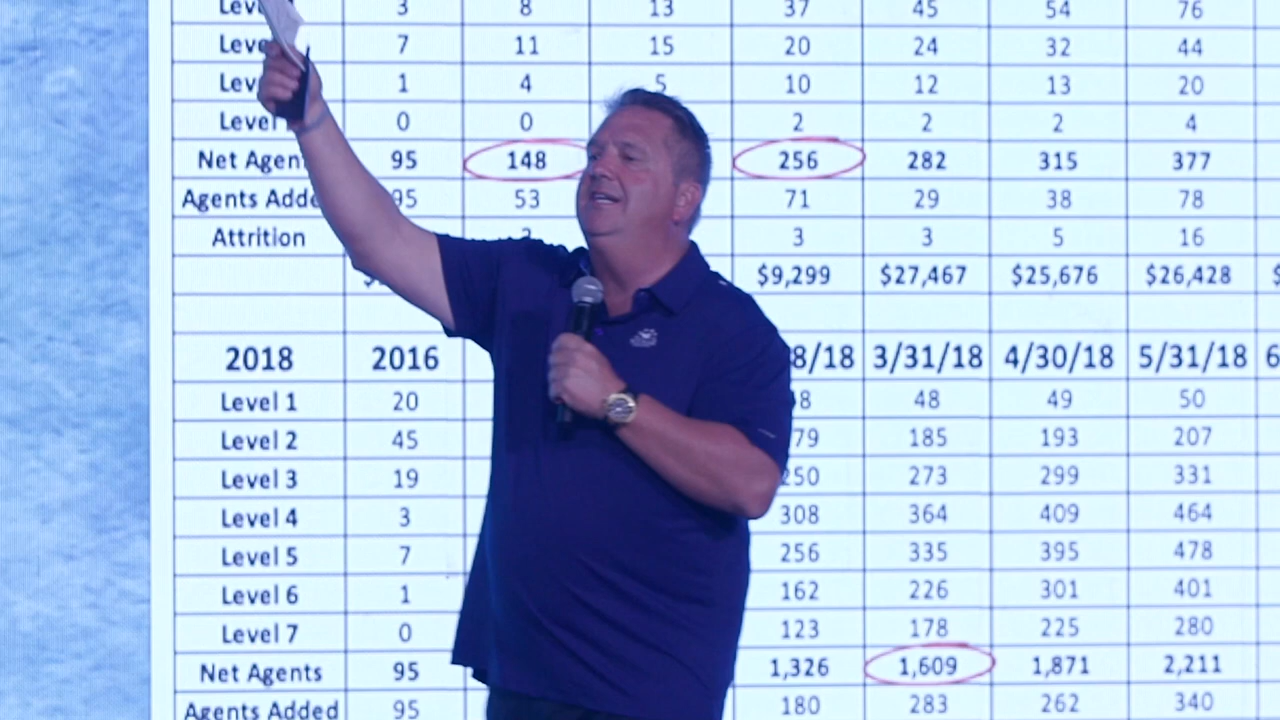 3 8 13 37 45 54 76
7 11 15 20 24 32 44
1 4 5 10 12 13 20
0 0 2 2 2 4
95 148 256 282 315 377
Agents 95 53 71 29 38 78
Attrition 3 3 5 16
$9,299 $27,467 $25,676 $26,428
2018 2016 8/18 3/31/18 4/30/18 5/31/18
Level 1 20 48 49 50
Level 2 45 79 185 193 207
Level 3 19 250 273 299 331
Level 4 3 308 364 409 464
Level 5 7 256 335 395 478
Level 6 1 162 226 301 401
Level 7 0 123 178 225 280
Net Agents 95 1,326 1,609 1,871 2,211
Agents Added 95 180 283 262 340